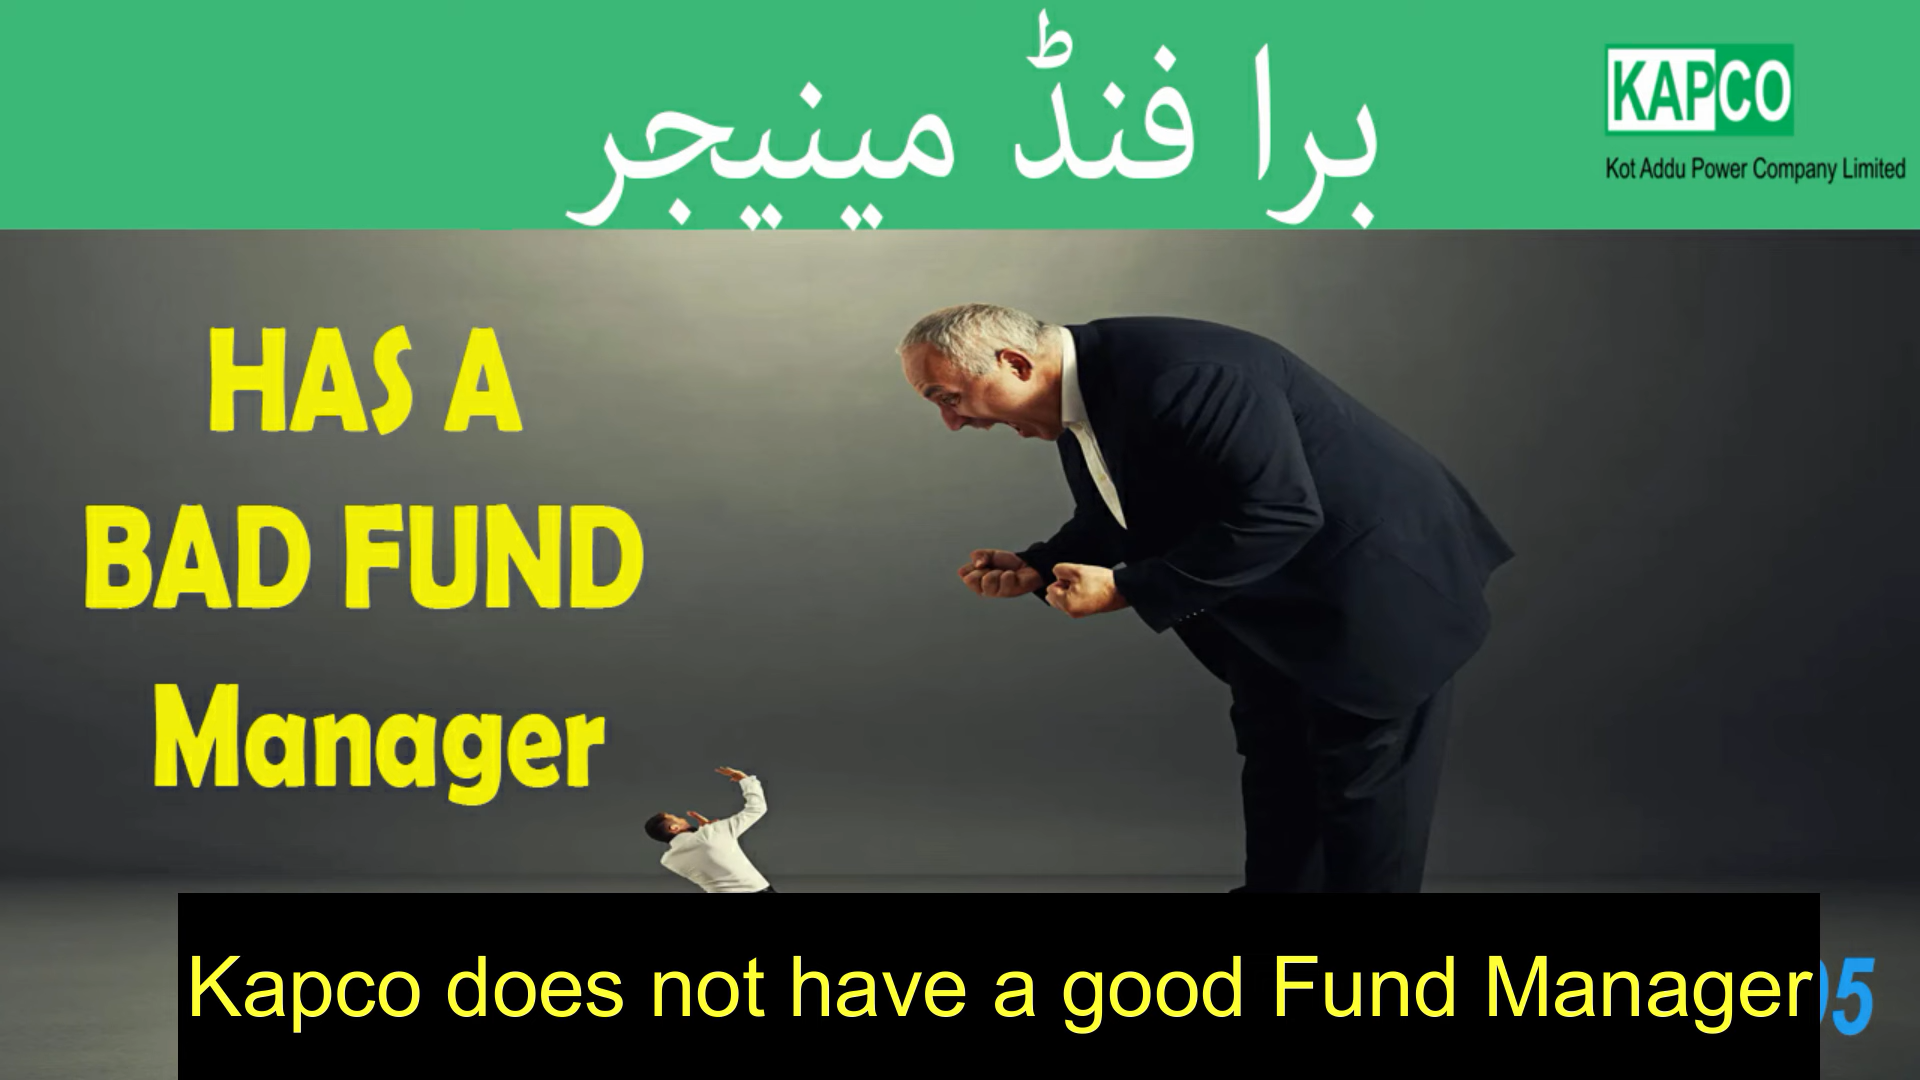 برا فنڈ مینیجر
KAPCO
Kot Addu Power Company Limited
HAS A
BAD FUND
Manager
Kapco does not have a good Fund Manager